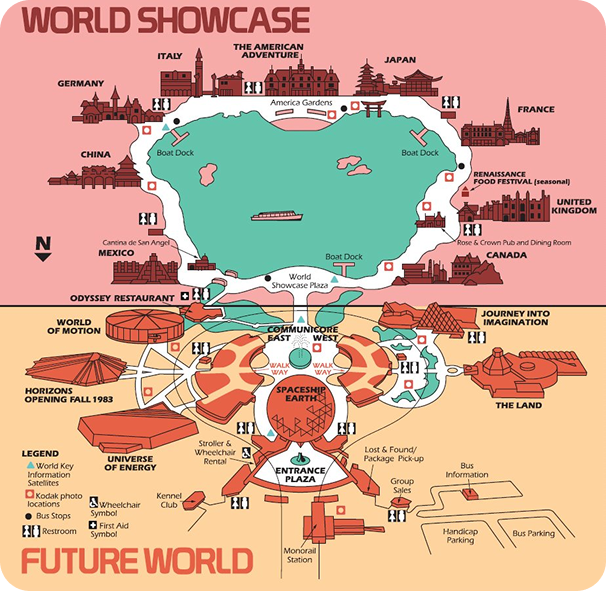 WORLD SHOWCASE
THE AMERICAN
ADVENTURE
ITALY
JAPAN
GERMANY
America Gardens
FRANCE
Boat Dock
Boat Dock
CHINA
RENAISSANCE
FOOD FESTIVAL (seasonal)
UNITED
KINGDOM
N
Cantina de San Angel
Rose & Crown Pub and Dining Room
MEXICO
Boat Dock
CANADA
World
Showcase Plaza
ODYSSEY RESTAURANT
JOURNEY INTO
IMAGINATION
WORLD
OF MOTION
COMMUNICORE
EAST WEST
WALK
WAY
WALK
WAY
HORIZONS
OPENING FALL 1983
SPACESHIP
EARTH
THE LAND
UNIVERSE
OF ENERGY
Stroller &
Wheelchair
Rental
Lost & Found/
Package Pick-up
ENTRANCE
PLAZA
Bus
Information
Group
Sales
Kennel
Club
LEGEND
World Key
Information
Satellites
Kodak photo
locations
Bus Stops
Restroom
Wheelchair
Symbol
First Aid
Symbol
Handicap
Parking
Bus Parking
Monorail
Station
FUTURE WORLD